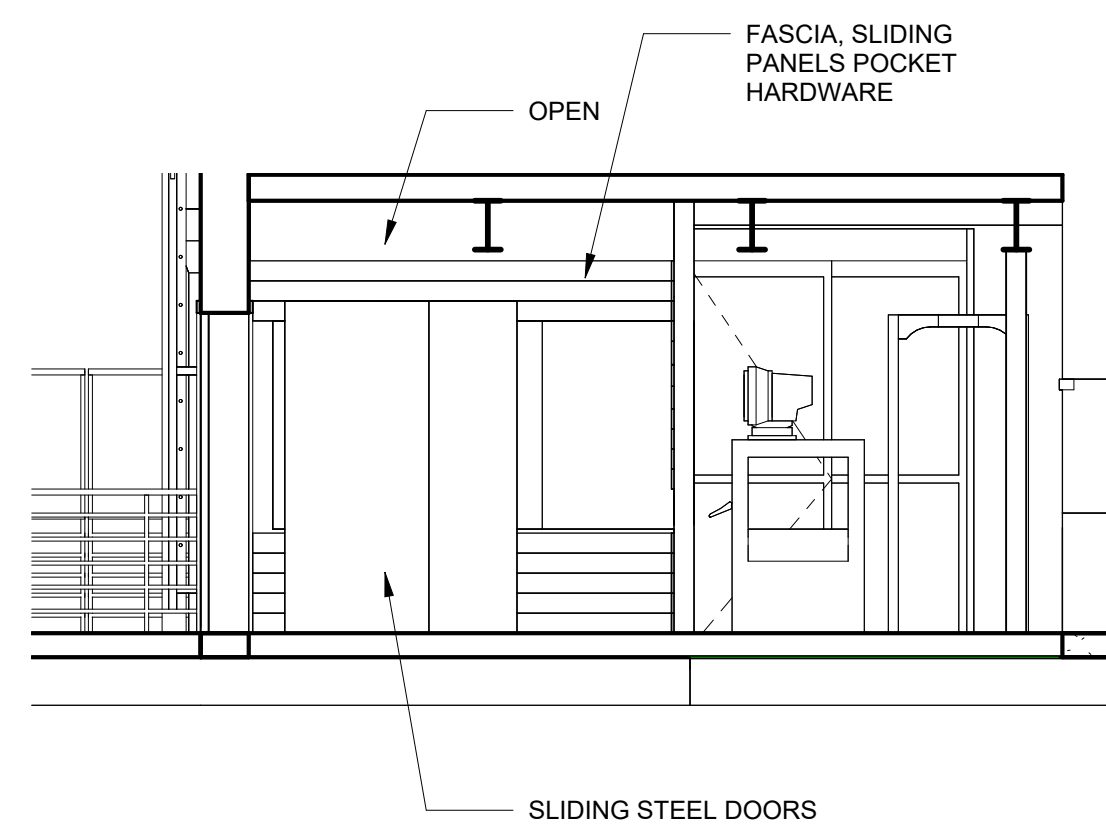 FASCIA, SLIDING
PANELS POCKET
HARDWARE
OPEN
SLIDING STEEL DOORS